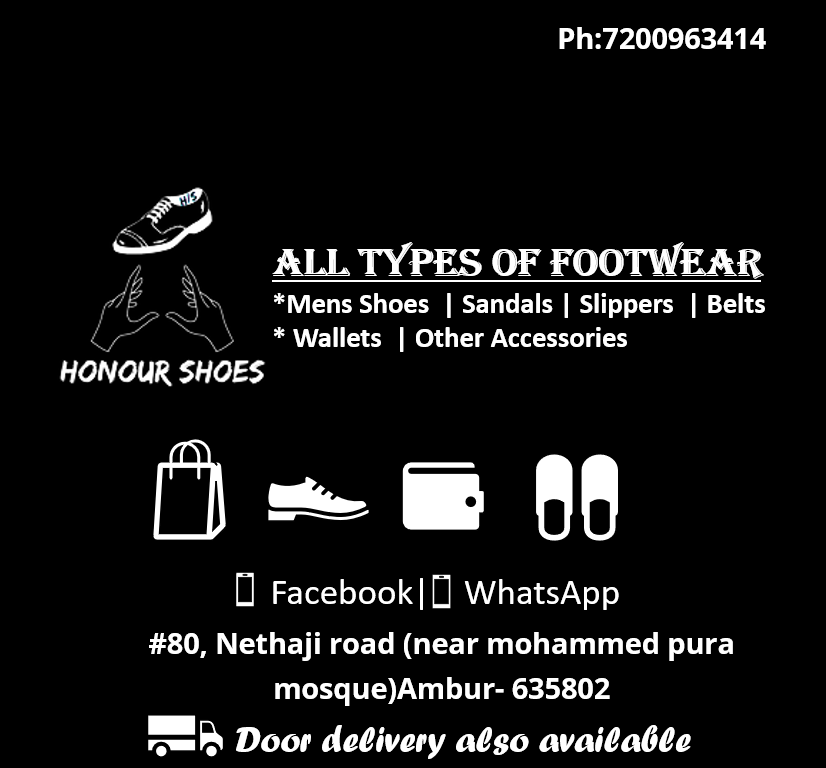 Ph:7200963414
H/S
ALL TYPES OF FOOTWEAR
*Mens Shoes | Sandals | Slippers | Belts
* Wallets | Other Accessories
HONOUR SHOES
Facebook| WhatsApp
#80, Nethaji road (near mohammed pura
mosque)Ambur- 635802
Door delivery also available